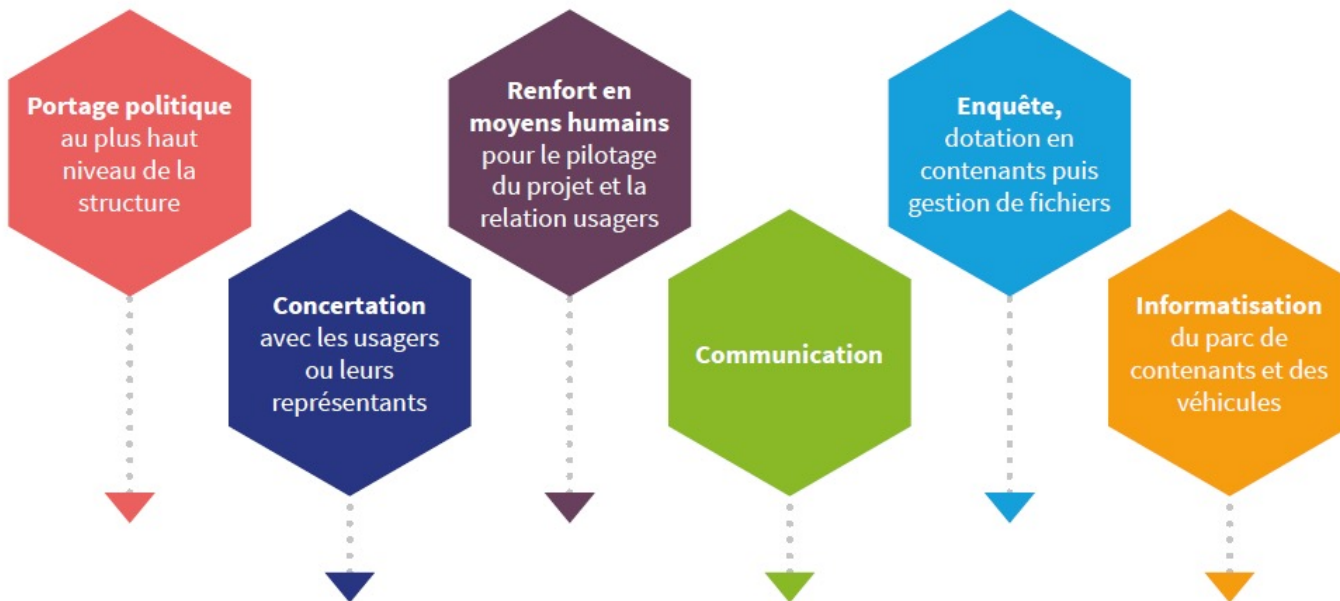 Portage politique
au plus haut
niveau de la
structure
Concertation
avec les usagers
ou leurs
représentants
Renfort en
moyens humains
pour le pilotage
du projet et la
relation usagers
Communication
Enquête,
dotation en
contenants puis
gestion de fichiers
Informatisation
du parc de
contenants et des
véhicules